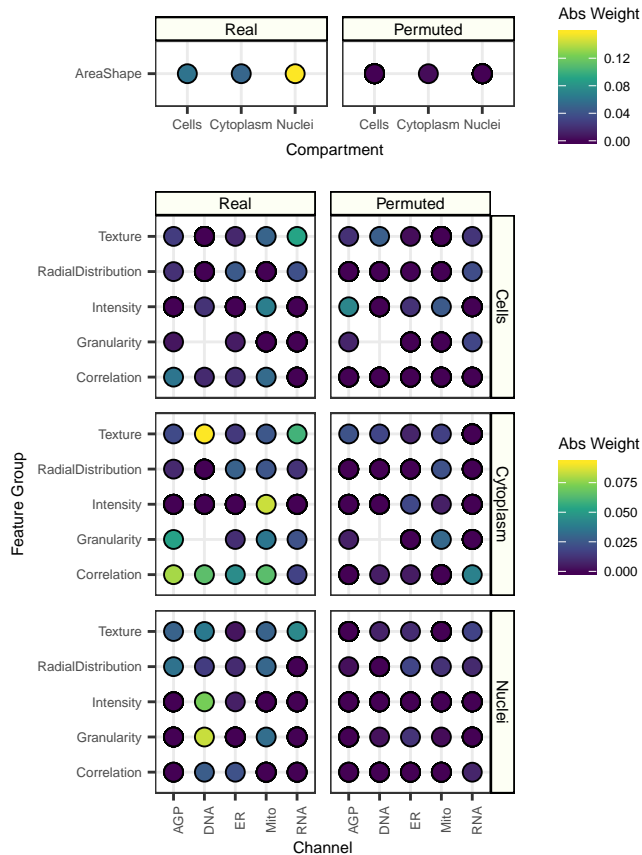 Abs Weight
Real
Permuted
0.12
0.08
0.04
0.00
AreaShape
Cells Cytoplasm Nuclei
Cells Cytoplasm Nuclei
Compartment
Real
Permuted
Texture
RadialDistribution
Intensity
Granularity
Correlation
Cells
Texture
RadialDistribution
Intensity
Granularity
Correlation
Cytoplasm
Abs Weight
0.075
0.050
0.025
0.000
Feature Group
Texture
RadialDistribution
Intensity
Granularity
Correlation
Nuclei
AGP DNA ER Mito RNA
AGP DNA ER Mito RNA
Channel